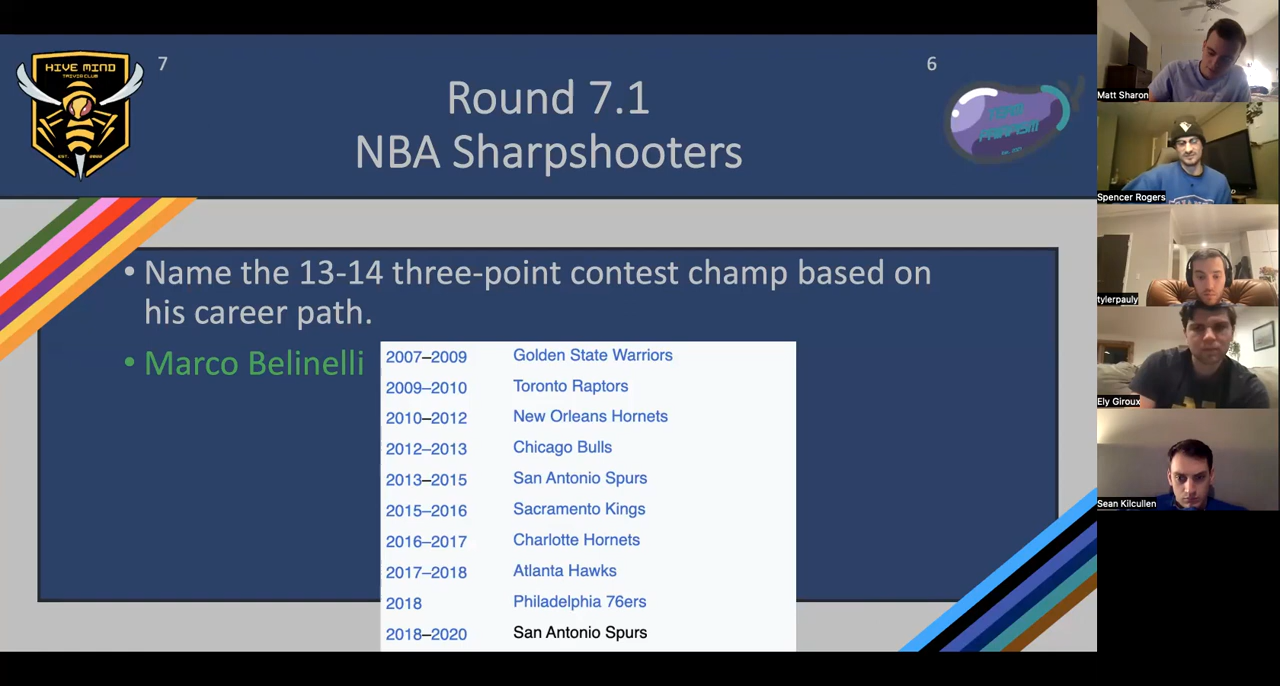 HIVE MIND
TRIVIA CLUB
7
Round 7.1
NBA Sharpshooters
6
• Name the 13-14 three-point contest champ based on
his career path.
• Marco Belinelli
2007–2009 Golden State Warriors
2009–2010 Toronto Raptors
2010–2012 New Orleans Hornets
2012–2013 Chicago Bulls
2013–2015 San Antonio Spurs
2015–2016 Sacramento Kings
2016–2017 Charlotte Hornets
2017–2018 Atlanta Hawks
2018 Philadelphia 76ers
2018–2020 San Antonio Spurs
Matt Sharon
Spencer Rogers
tylerpauly
Ely Giroux
Sean Kilcullen